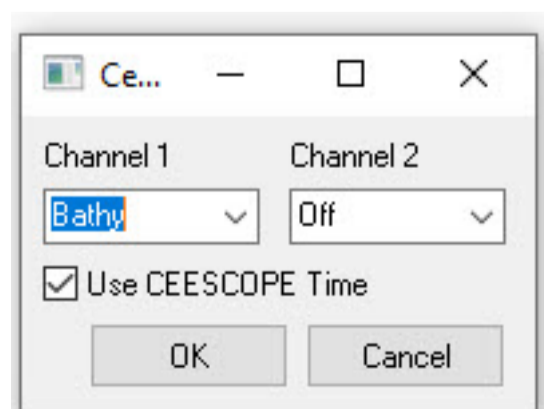 Ce...
Channel 1 Channel 2
Bathy Off
Use CEESCOPE Time
OK Cancel